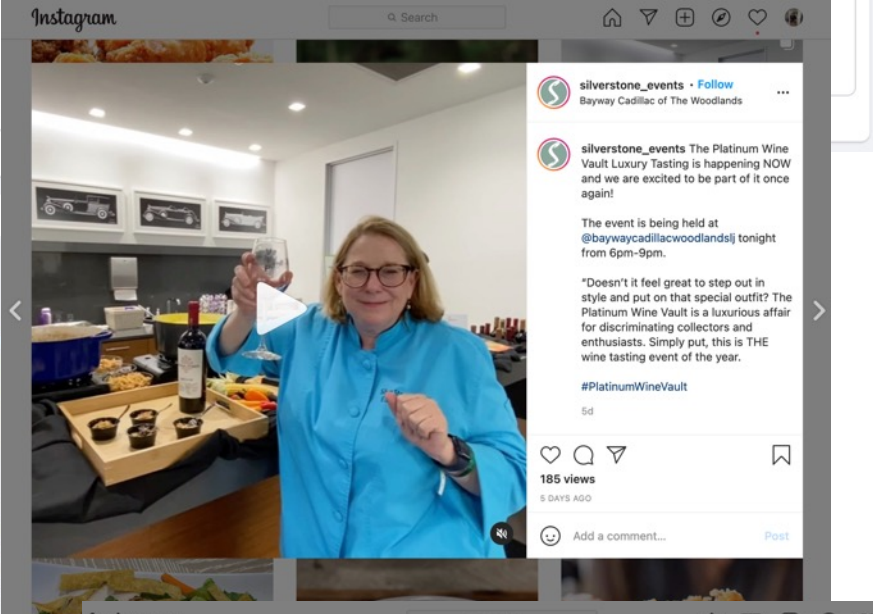 Instagram
Search
silverstone_events • Follow
Bayway Cadillac of The Woodlands
silverstone_events The Platinum Wine
Vault Luxury Tasting is happening NOW
and we are excited to be part of it once
again!
The event is being held at
@baywaycadillacwoodlandslj tonight
from 6pm-9pm.
"Doesn't it feel great to step out in
style and put on that special outfit? The
Platinum Wine Vault is a luxurious affair
for discriminating collectors and
enthusiasts. Simply put, this is THE
wine tasting event of the year.
#PlatinumWineVault
5d
185 views
5 DAYS AGO
Add a comment...
Post